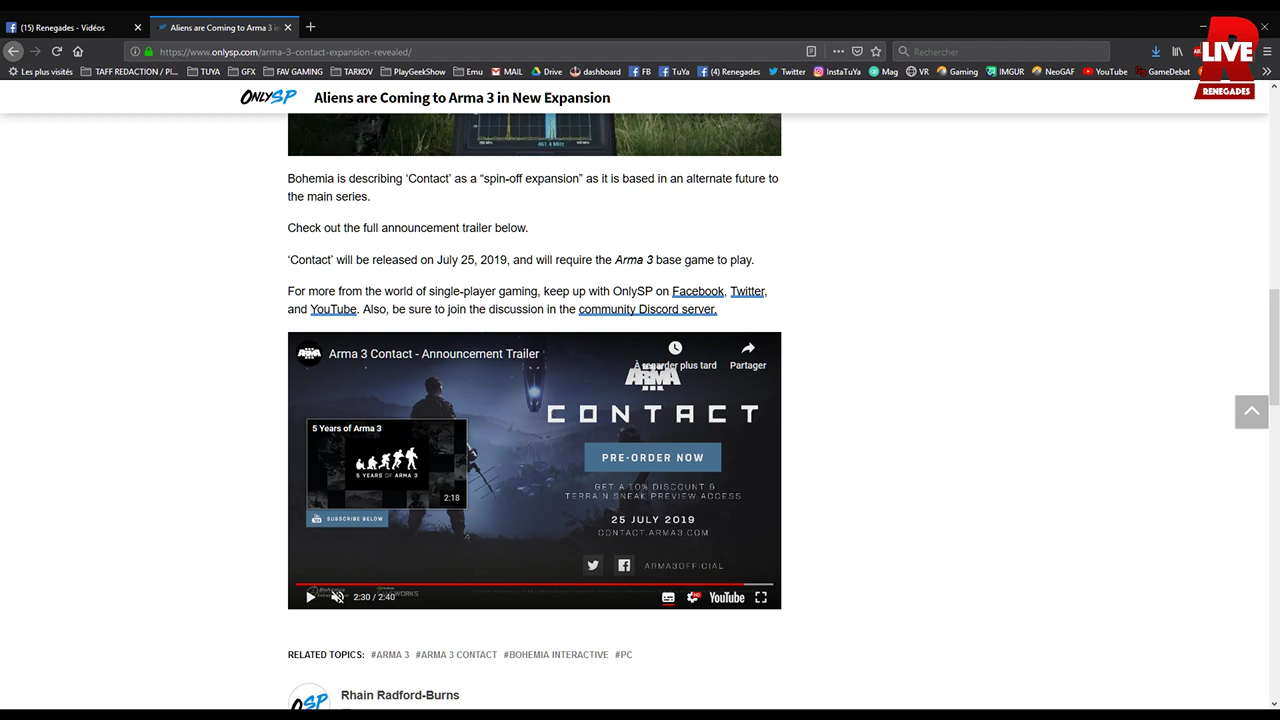 (15) Renegades - Vidéos
Aliens are Coming to Arma 3 in
https://www.onlysp.com/arma-3-contact-expansion-revealed/
Rechercher
LIVE
RENEGADES
Les plus visités
TAFF REDACTION / PL...
TUYA
GFX
FAV GAMING
TARKOV
PlayGeekShow
Emu
MAIL
Drive
dashboard
FB
TuYa
(4) Renegades
Twitter
InstaTuYa
Mag
VR
Gaming
IMGUR
NeoGAF
YouTube
GameDebat
ONLYSP
Aliens are Coming to Arma 3 in New Expansion
461.4 MHz
Bohemia is describing ‘Contact’ as a “spin-off expansion” as it is based in an alternate future to
the main series.
Check out the full announcement trailer below.
‘Contact’ will be released on July 25, 2019, and will require the Arma 3 base game to play.
For more from the world of single-player gaming, keep up with OnlySP on Facebook, Twitter,
and YouTube. Also, be sure to join the discussion in the community Discord server.
ARMA
Arma 3 Contact - Announcement Trailer
À regarder plus tard
Partager
ARMA III
CONTACT
5 Years of Arma 3
5 YEARS OF ARMA 3
2:18
SUBSCRIBE BELOW
PRE-ORDER NOW
GET A 10% DISCOUNT &
TERRAIN SNEAK PREVIEW ACCESS
25 JULY 2019
CONTACT.ARMA3.COM
ARMA3OFFICIAL
2:30 / 2:40
HD
YouTube
RELATED TOPICS: #ARMA 3 #ARMA 3 CONTACT #BOHEMIA INTERACTIVE #PC
OSP
Rhain Radford-Burns